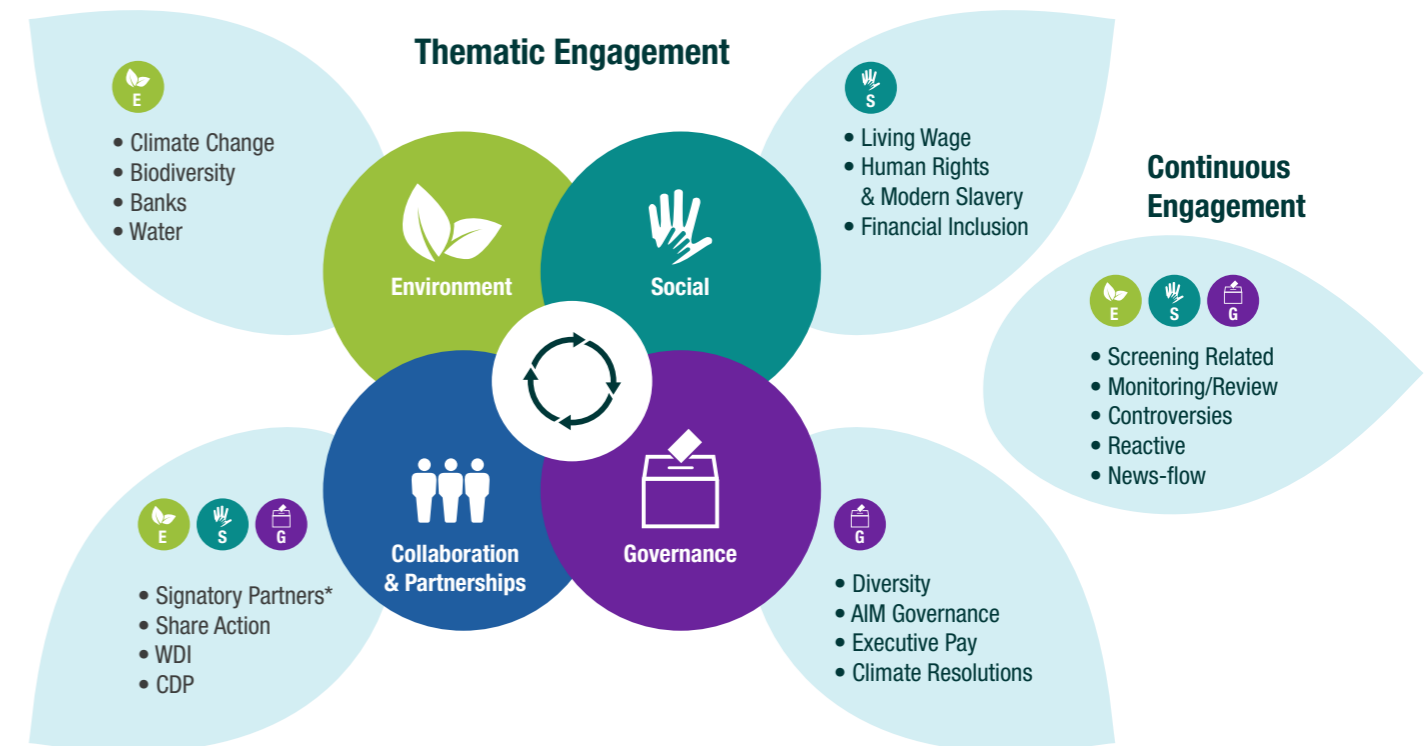 Thematic Engagement
E
• Climate Change
• Biodiversity
• Banks
• Water
S
• Living Wage
• Human Rights
& Modern Slavery
• Financial Inclusion
Environment
Social
Collaboration
& Partnerships
Governance
E S G
• Signatory Partners*
• Share Action
• WDI
• CDP
G
• Diversity
• AIM Governance
• Executive Pay
• Climate Resolutions
Continuous
Engagement
E S G
• Screening Related
• Monitoring/Review
• Controversies
• Reactive
• News-flow